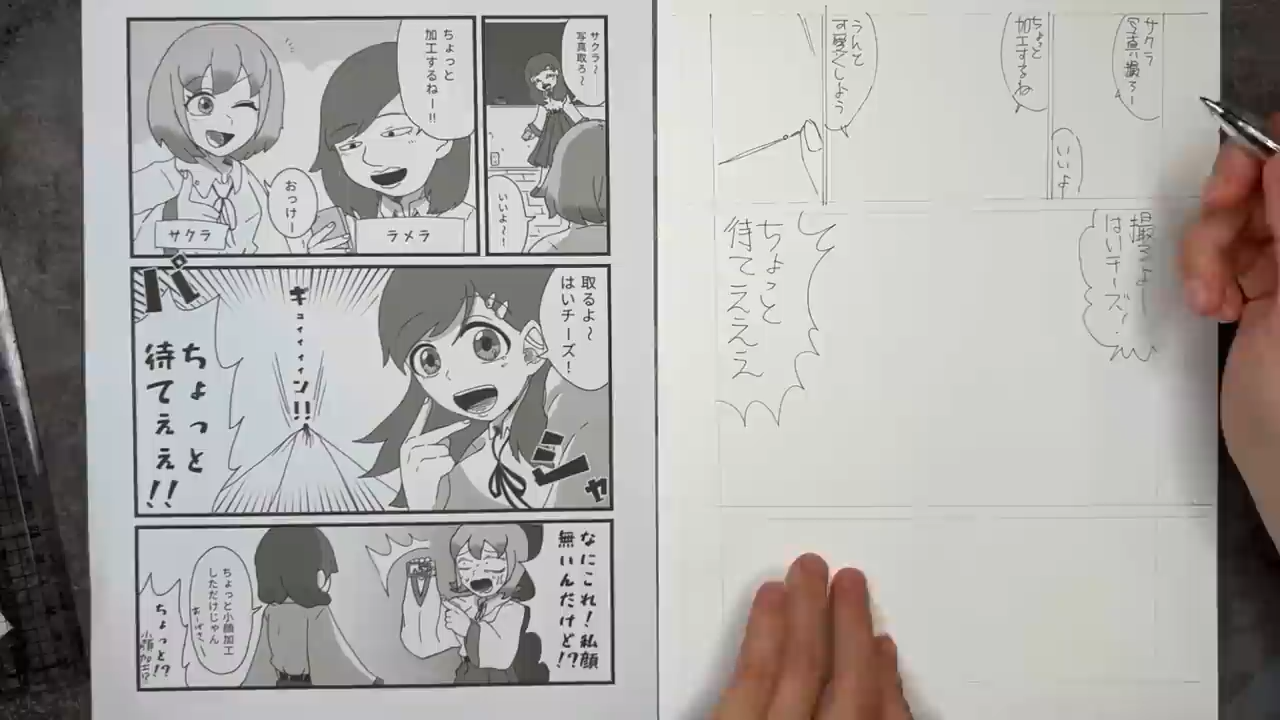 サクラ～
写真取ろ～
いいよ～!
ちょっと
加工するねー!!
おっけー
ラメラ
サクラ
取るよ～
はいチーズ!
パ
シャ
ギュィィィィン!!
ちょっと
待てぇぇ!!
なにこれ!私顔
無いんだけど!?
ちょっと小顔加工
しただけじゃん
ちょっと!?
サクラ
写真撮ろー
いいよ
ちょっと
加工するね
うんと
可愛くしよう
撮るよー
はいチーズ!
ちょっと
待てえええ